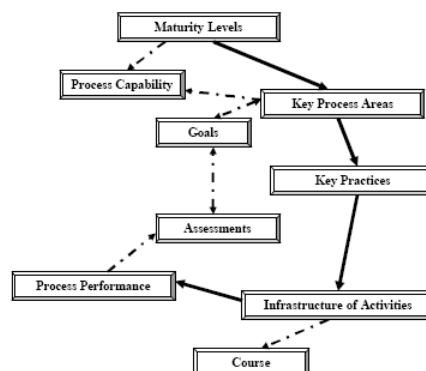 Maturity Levels
Process Capability
Key Process Areas
Goals
Key Practices
Assessments
Process Performance
Infrastructure of Activities
Course